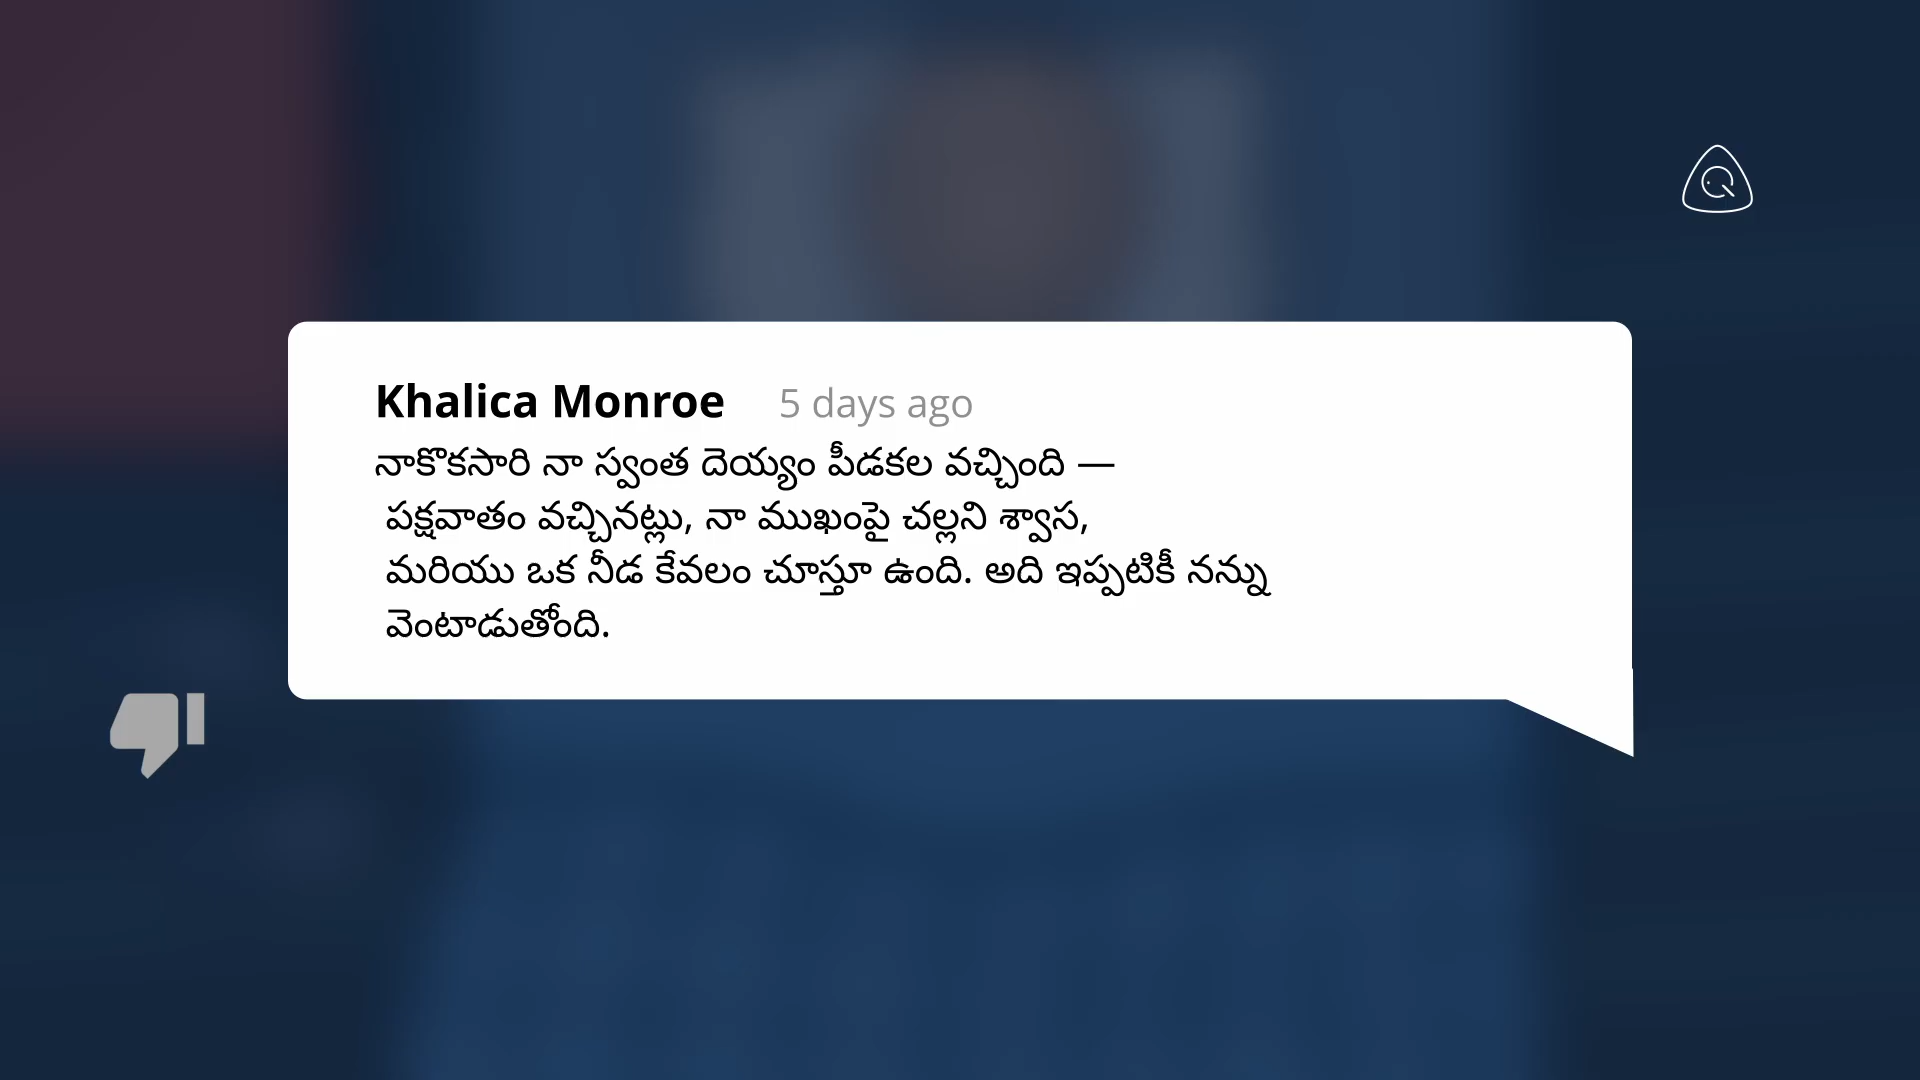 Khalica Monroe 5 days ago
నాకొకసారి నా స్వంత దెయ్యం పీడకల వచ్చింది —
పక్షవాతం వచ్చినట్లు, నా ముఖంపై చల్లని శ్వాస,
మరియు ఒక నీడ కేవలం చూస్తూ ఉంది. అది ఇప్పటికీ నన్ను
వెంటాడుతోంది.